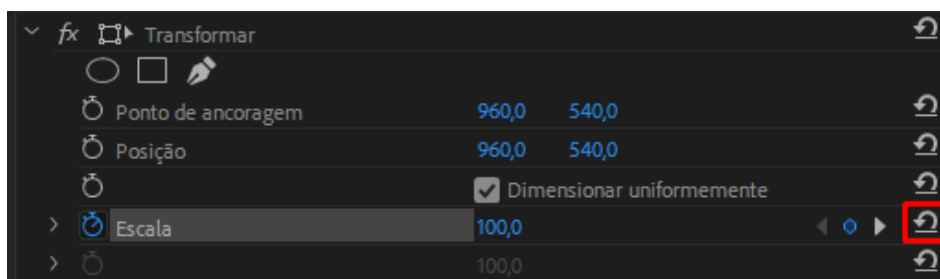 fx Transformar
Ponto de ancoragem 960,0 540,0
Posição 960,0 540,0
Dimensionar uniformemente
Escala 100,0
100,0